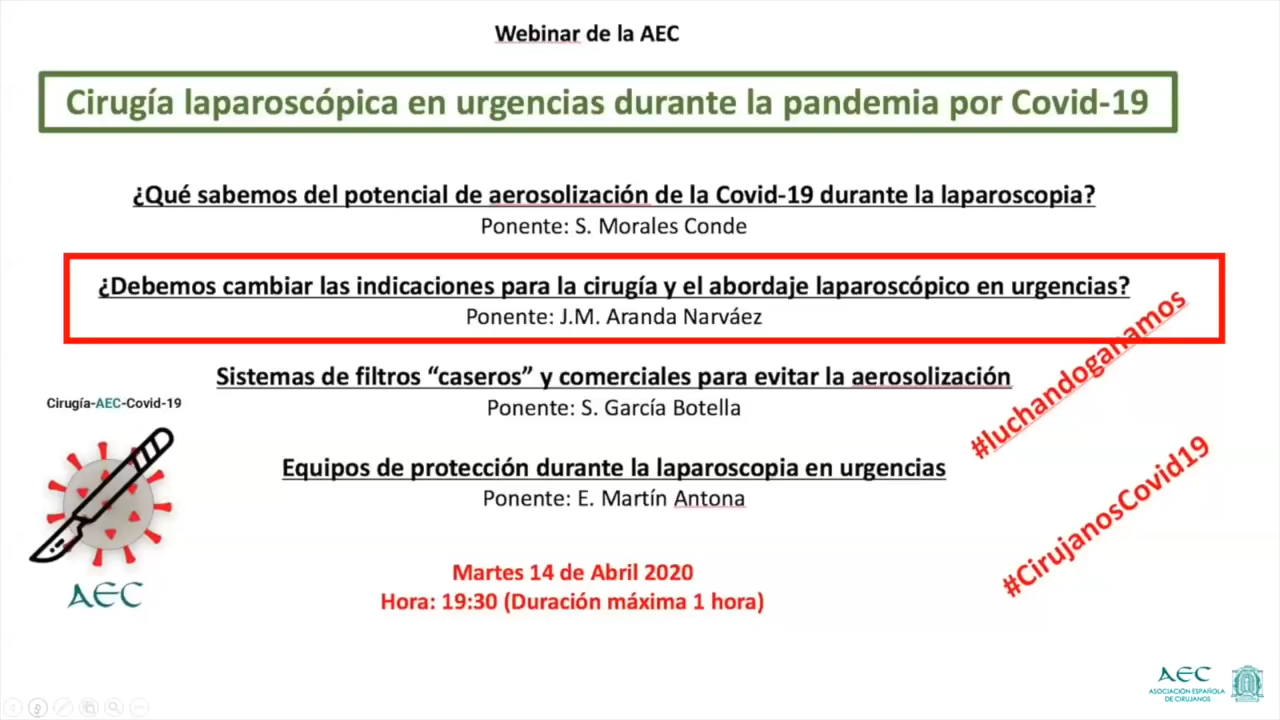 Webinar de la AEC
Cirugía laparoscópica en urgencias durante la pandemia por Covid-19
¿Qué sabemos del potencial de aerosolización de la Covid-19 durante la laparoscopia?
Ponente: S. Morales Conde
¿Debemos cambiar las indicaciones para la cirugía y el abordaje laparoscópico en urgencias?
Ponente: J.M. Aranda Narváez
Sistemas de filtros “caseros” y comerciales para evitar la aerosolización
Ponente: S. García Botella
Equipos de protección durante la laparoscopia en urgencias
Ponente: E. Martín Antona
Martes 14 de Abril 2020
Hora: 19:30 (Duración máxima 1 hora)
Cirugía-AEC-Covid-19
AEC
#luchandoganamos
#CirujanosCovid19
AEC
ASOCIACIÓN ESPAÑOLA
DE CIRUJANOS